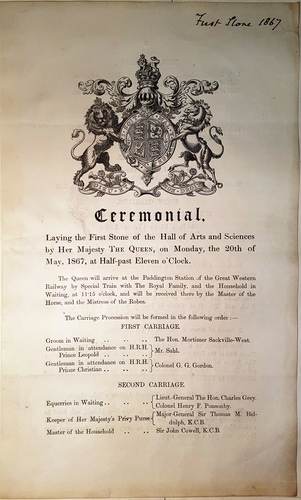 First Stone 1867
Ceremonial.
Laying the First Stone of the Hall of Arts and Sciences
by Her Majesty THE QUEEN, on Monday, the 20th of
May, 1867, at Half-past Eleven o'Clock.
The Queen will arrive at the Paddington Station of the Great Western
Railway by Special Train with The Royal Family, and the Household in
Waiting, at 11·15 o'clock, and will be received there by the Master of the
Horse, and the Mistress of the Robes.
The Carriage Procession will be formed in the following order:—
FIRST CARRIAGE.
Groom in Waiting .. .. .. The Hon. Mortimer Sackville-West.
Gentleman in attendance on H.R.H. Prince Leopold .. .. .. Mr. Sahl.
Gentleman in attendance on H.R.H. Prince Christian .. .. .. Colonel G. G. Gordon.
SECOND CARRIAGE.
Equerries in Waiting .. .. .. Lieut.-General The Hon. Charles Grey.
Colonel Henry F. Ponsonby.
Keeper of Her Majesty's Privy Purse Major-General Sir Thomas M. Biddulph, K.C.B.
Master of the Household .. .. Sir John Cowell, K.C.B.